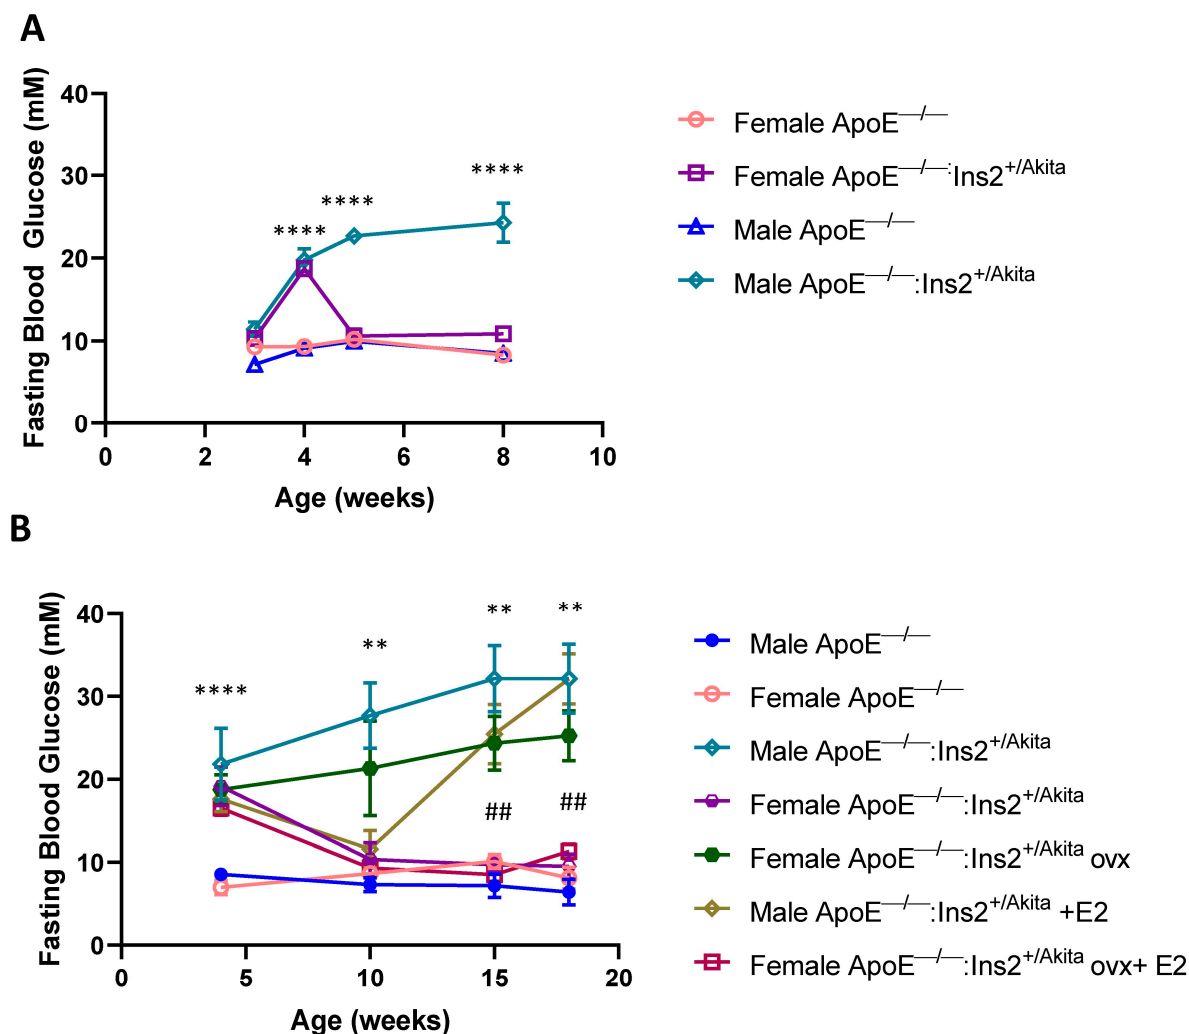 A
Fasting Blood Glucose (mM)
40
30
20
10
0
0 2 4 6 8 10
Age (weeks)
****
****
****
Female ApoE—/—
Female ApoE—/—:Ins2+/Akita
Male ApoE—/—
Male ApoE—/—:Ins2+/Akita
B
Fasting Blood Glucose (mM)
40
30
20
10
0
0 5 10 15 20
Age (weeks)
****
**
**
**
##
##
Male ApoE—/—
Female ApoE—/—
Male ApoE—/—:Ins2+/Akita
Female ApoE—/—:Ins2+/Akita
Female ApoE—/—:Ins2+/Akita ovx
Male ApoE—/—:Ins2+/Akita +E2
Female ApoE—/—:Ins2+/Akita ovx+ E2